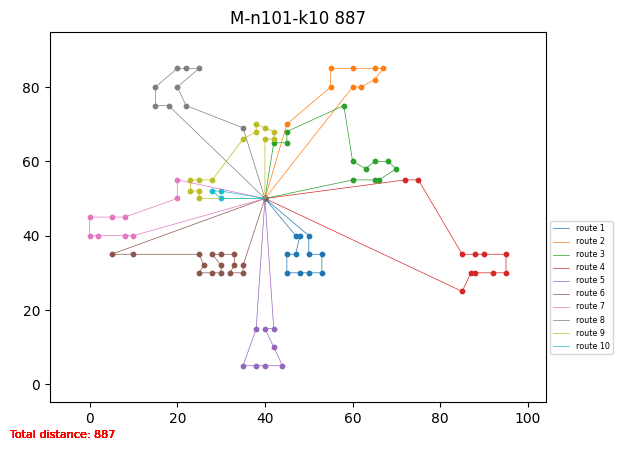 M-n101-k10 887
80
60
40
20
0
0 20 40 60 80 100
route 1
route 2
route 3
route 4
route 5
route 6
route 7
route 8
route 9
route 10
Total distance: 887